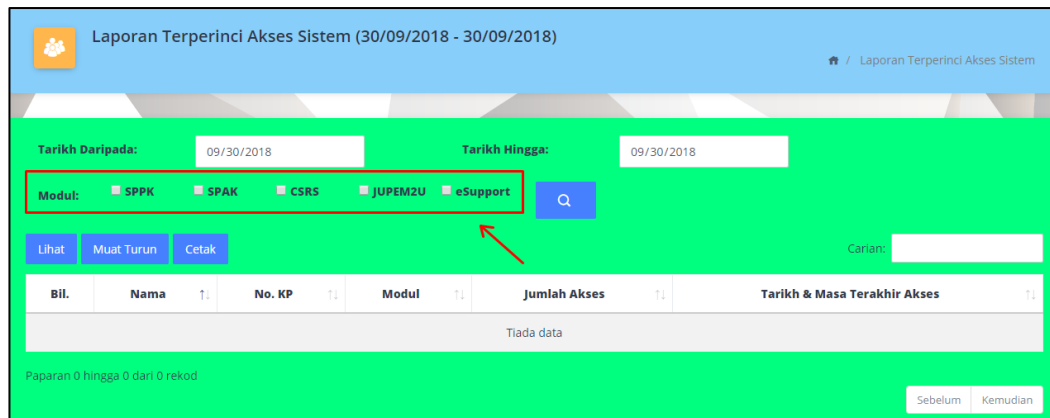 Laporan Terperinci Akses Sistem (30/09/2018 - 30/09/2018)
/ Laporan Terperinci Akses Sistem
Tarikh Daripada: 09/30/2018 Tarikh Hingga: 09/30/2018
Modul: SPPK SPAK CSRS JUPEM2U eSupport
Lihat Muat Turun Cetak Carian:
Bil. Nama No. KP Modul Jumlah Akses Tarikh & Masa Terakhir Akses
Tiada data
Paparan 0 hingga 0 dari 0 rekod
Sebelum Kemudian